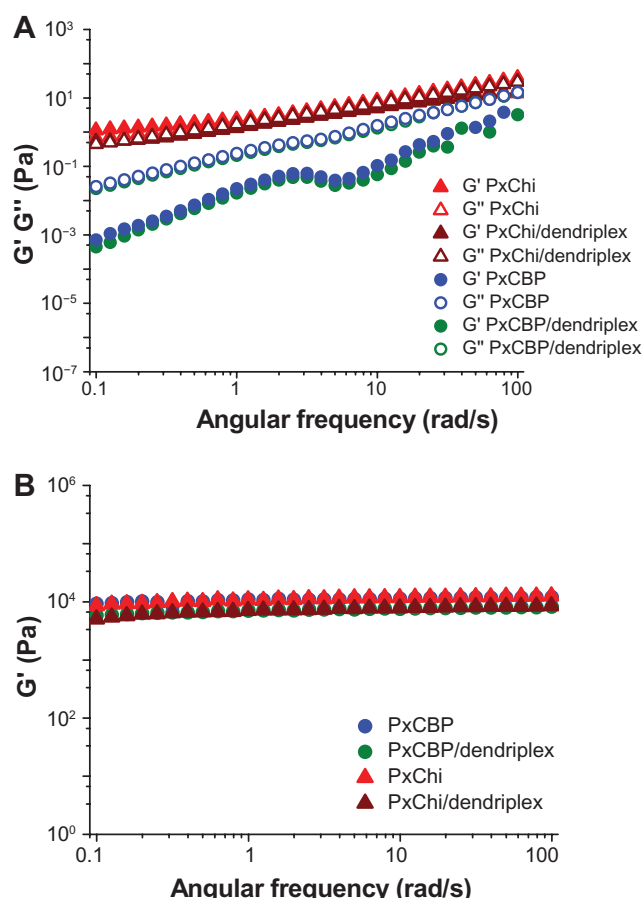 A
10³
10¹
10⁻¹
10⁻³
10⁻⁵
10⁻⁷
G' G'' (Pa)
G' PxChi
G'' PxChi
G' PxChi/dendriplex
G'' PxChi/dendriplex
G' PxCBP
G'' PxCBP
G' PxCBP/dendriplex
G'' PxCBP/dendriplex
0.1 1 10 100
Angular frequency (rad/s)
B
10⁶
10⁴
10²
10⁰
G' (Pa)
PxCBP
PxCBP/dendriplex
PxChi
PxChi/dendriplex
0.1 1 10 100
Angular frequency (rad/s)